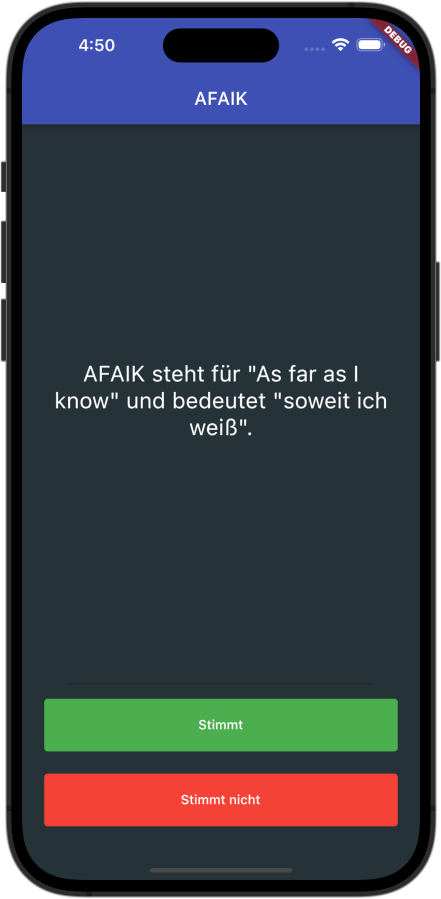 4:50
DEBUG
AFAIK
AFAIK steht für "As far as I
know" und bedeutet "soweit ich
weiß".
Stimmt
Stimmt nicht